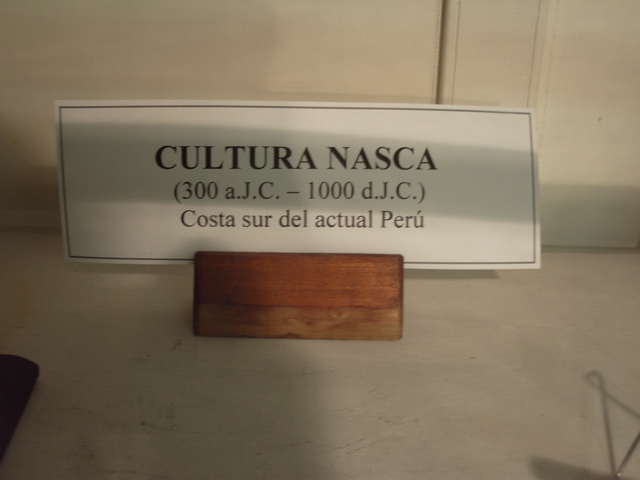 CULTURA NASCA
(300 a.J.C. – 1000 d.J.C.)
Costa sur del actual Perú